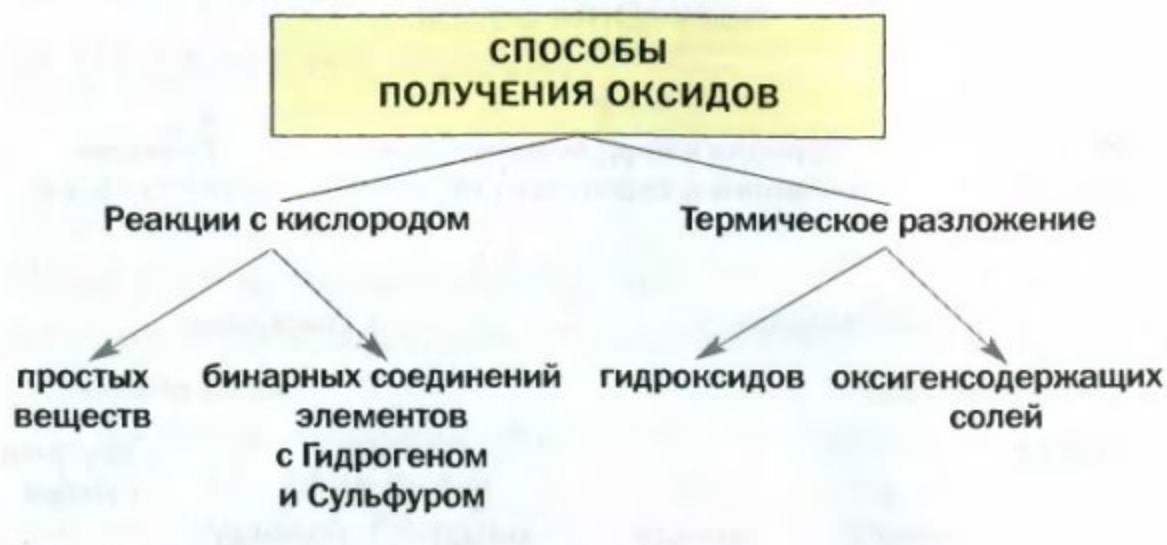 СПОСОБЫ
ПОЛУЧЕНИЯ ОКСИДОВ
Реакции с кислородом
Термическое разложение
простых
веществ
бинарных соединений
элементов
с Гидрогеном
и Сульфуром
гидроксидов
оксигенсодержащих
солей